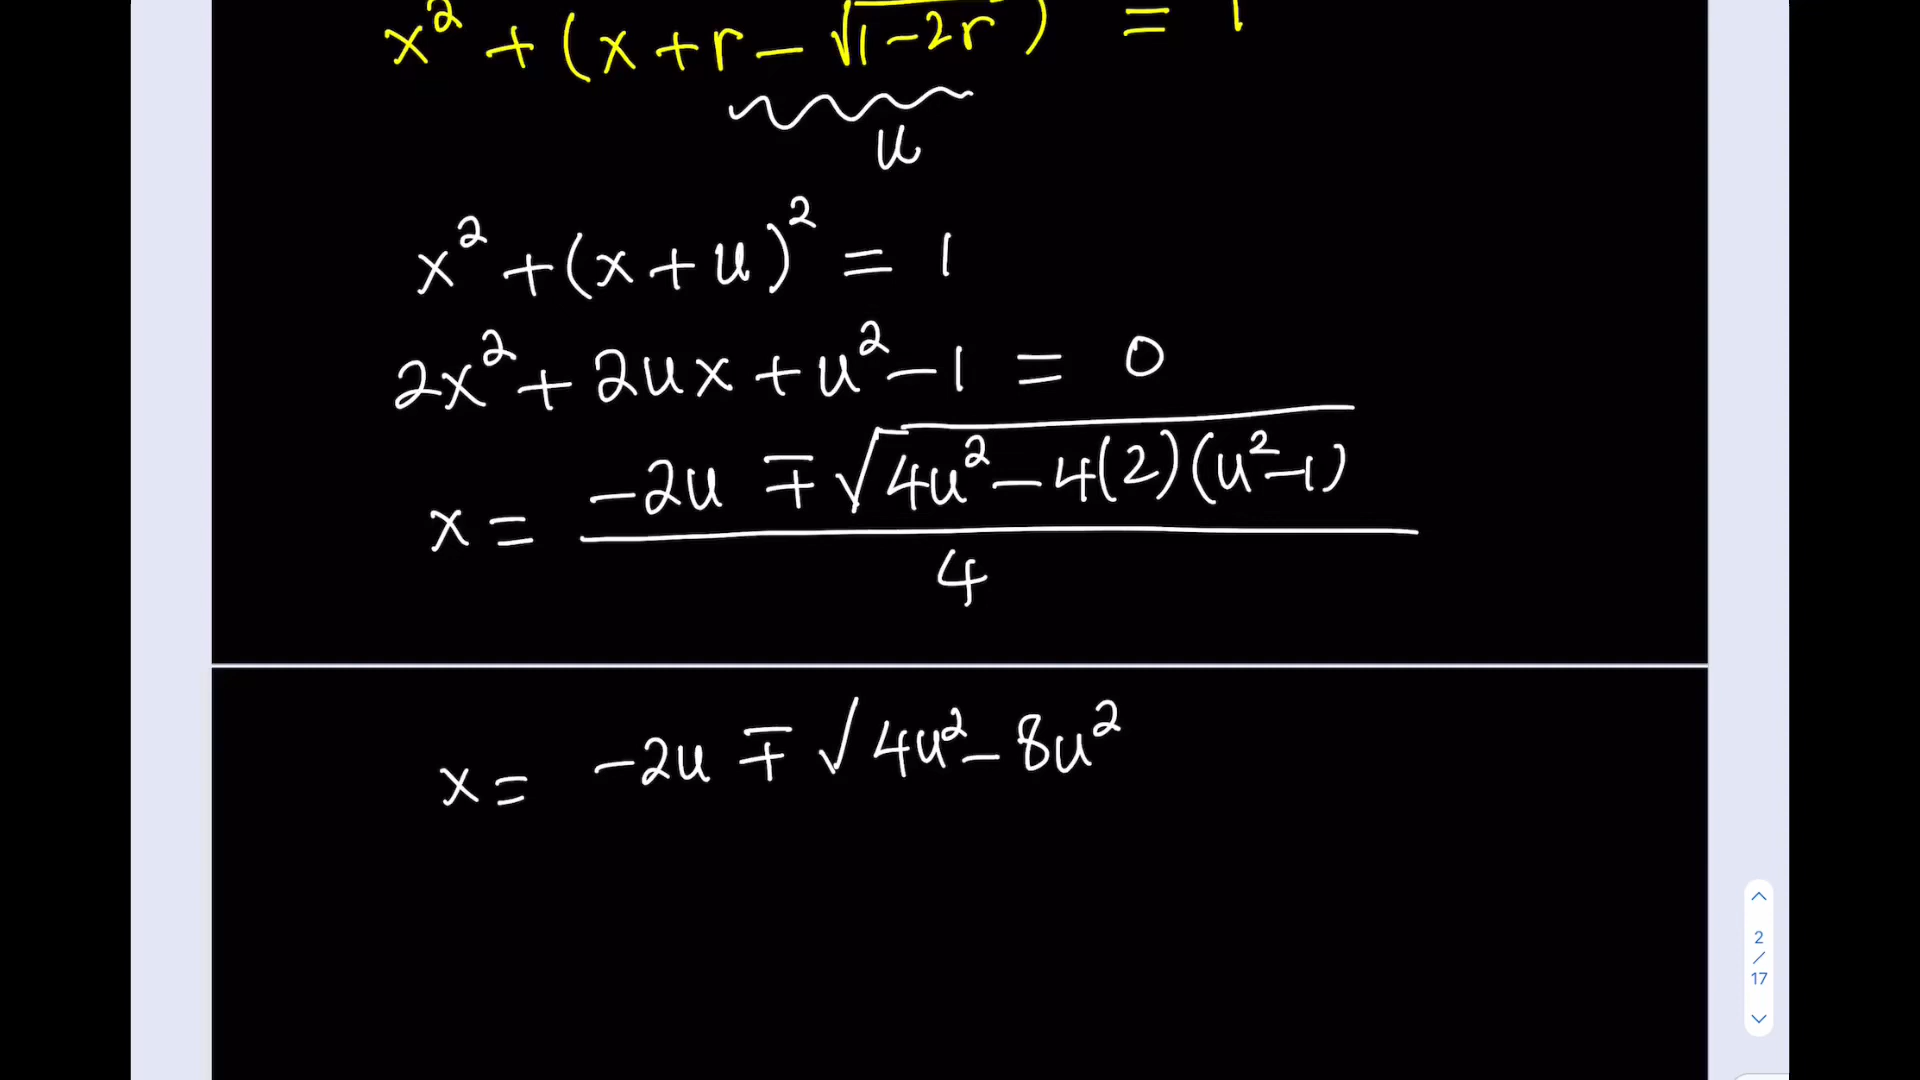 x² + (x + r − √(1−2r)) = 1
u
x² + (x + u)² = 1
2x² + 2ux + u² − 1 = 0
x = (−2u ∓ √(4u² − 4(2)(u²−1))) / 4
x = −2u ∓ √4u² − 8u²
2
/
17